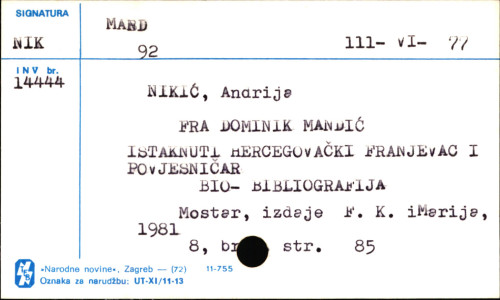 SIGNATURA
MAND
NIK
92
111- VI- 77
INV br.
14444
NIKIĆ, Andrija
FRA DOMINIK MANDIĆ
ISTAKNUTI HERCEGOVAČKI FRANJEVAC I
POVJESNIČAR
BIO- BIBLIOGRAFIJA
Mostar, izdaje F. K. iMarija,
1981
8, str. 85
«Narodne novine», Zagreb — (72) 11-755
Oznaka za narudžbu: UT-XI/11-13